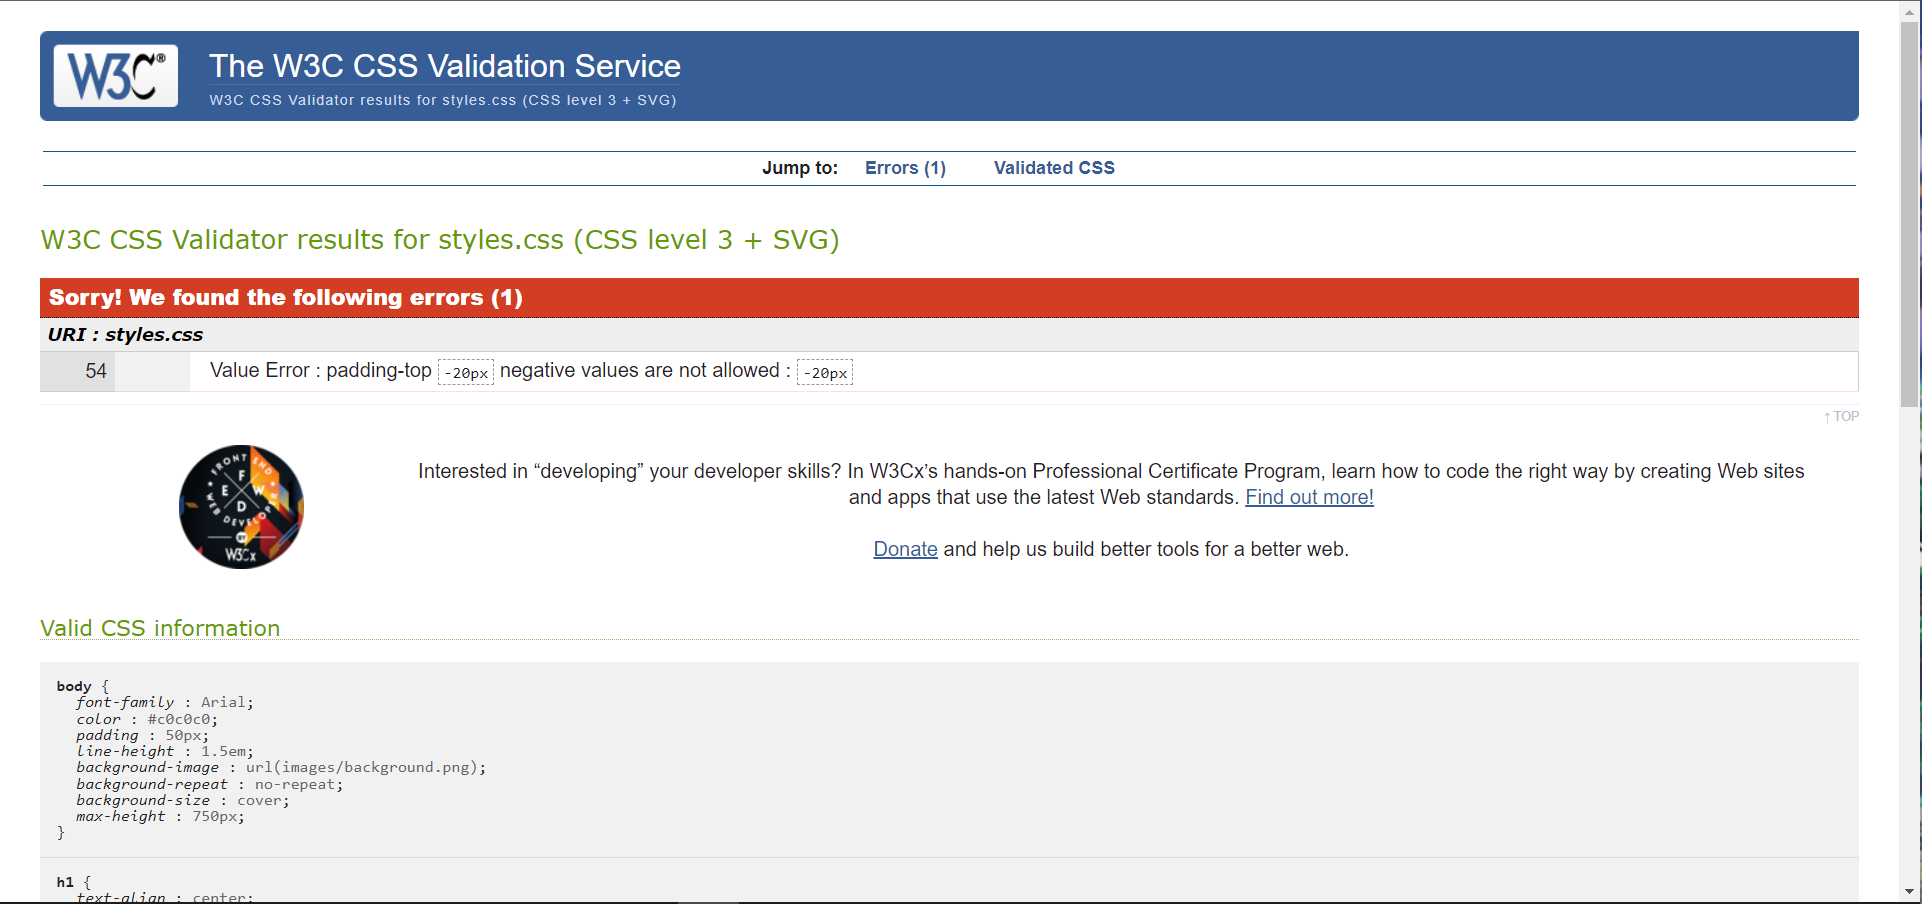 W3C®
The W3C CSS Validation Service
W3C CSS Validator results for styles.css (CSS level 3 + SVG)
Jump to: Errors (1) Validated CSS
W3C CSS Validator results for styles.css (CSS level 3 + SVG)
Sorry! We found the following errors (1)
URI : styles.css
54 Value Error : padding-top -20px negative values are not allowed : -20px
↑ TOP
FRONT END
WEB DEVELOPER
F E W D
BY
W3Cx
Interested in “developing” your developer skills? In W3Cx’s hands-on Professional Certificate Program, learn how to code the right way by creating Web sites
and apps that use the latest Web standards. Find out more!
Donate and help us build better tools for a better web.
Valid CSS information
body {
font-family : Arial;
color : #c0c0c0;
padding : 50px;
line-height : 1.5em;
background-image : url(images/background.png);
background-repeat : no-repeat;
background-size : cover;
max-height : 750px;
}
h1 {
text-align : center;